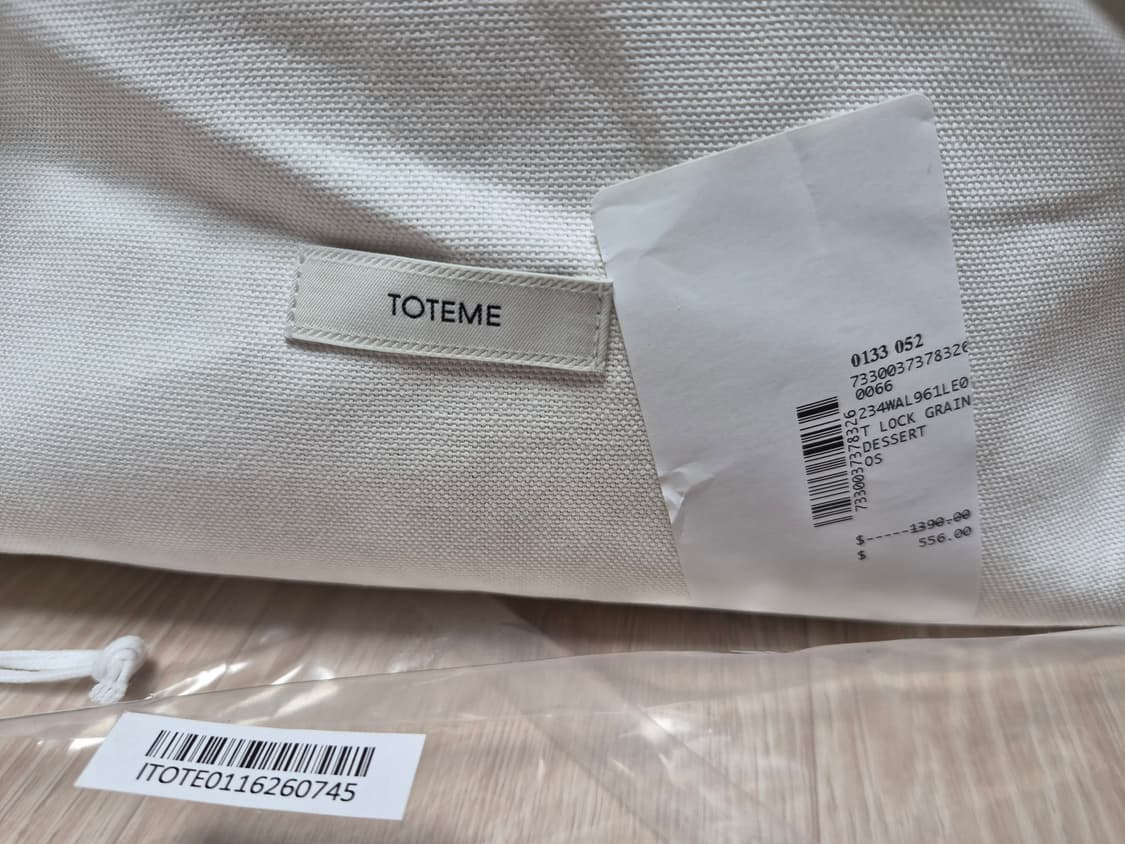 TOTEME
0133 052
7330037378326
0066
234WAL961LE0
T LOCK GRAIN
DESSERT
OS
7330037378326
$-----1390.00
$ 556.00
ITOTE0116260745